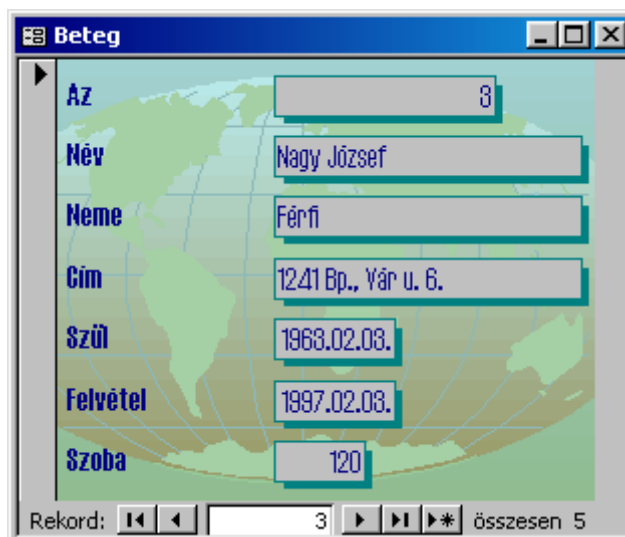 Beteg
Az 3
Név Nagy József
Neme Férfi
Cím 1241 Bp., Vár u. 6.
Szül 1963.02.03.
Felvétel 1997.02.03.
Szoba 120
Rekord: 3 összesen 5